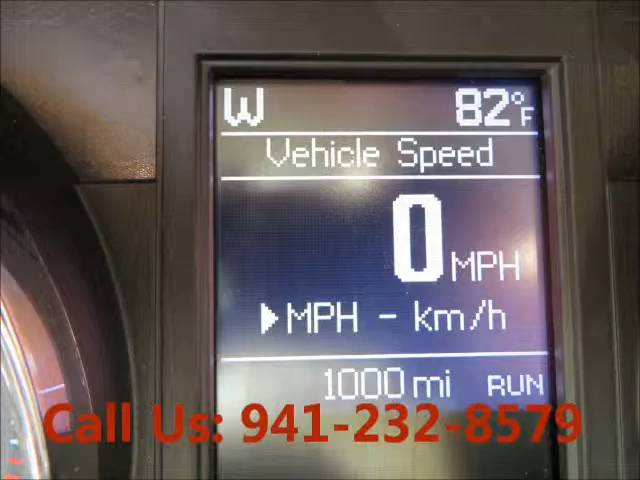 W 82°F
Vehicle Speed
0 MPH
▶MPH - km/h
1000 mi RUN
Call Us: 941-232-8579